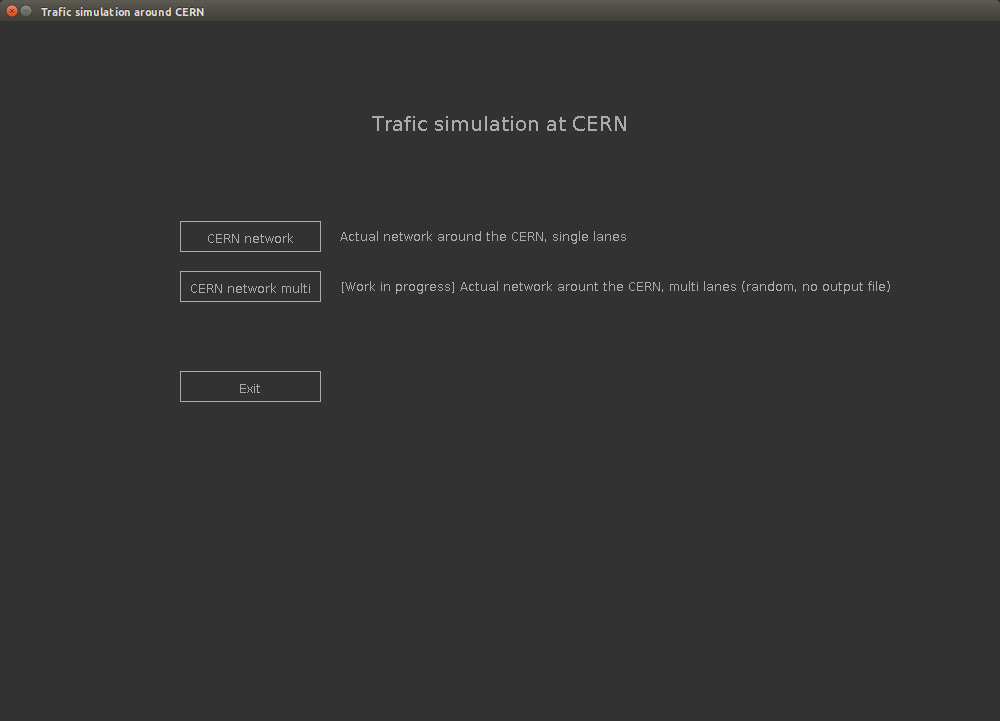 Trafic simulation around CERN
Trafic simulation at CERN
CERN network Actual network around the CERN, single lanes
CERN network multi [Work in progress] Actual network arount the CERN, multi lanes (random, no output file)
Exit